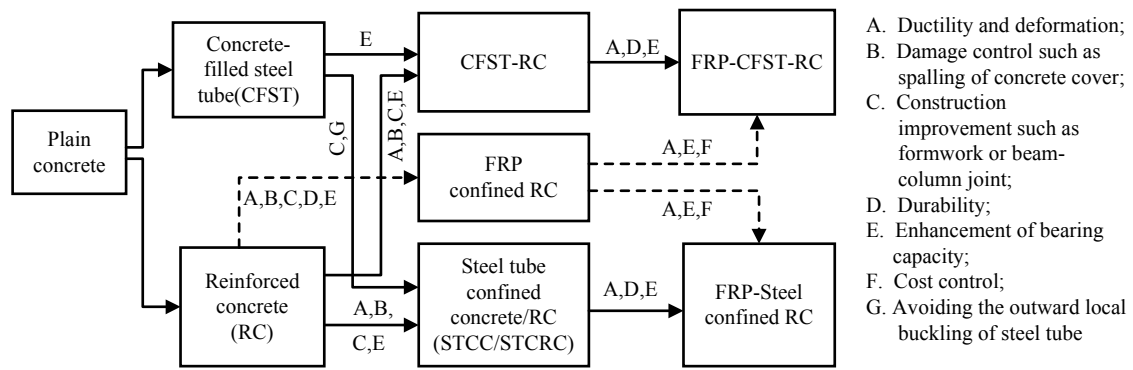 Plain
concrete
Concrete-
filled steel
tube(CFST)
Reinforced
concrete
(RC)
E
C,G
A,B,C,E
A,B,C,D,E
A,B,
C,E
CFST-RC
FRP
confined RC
Steel tube
confined
concrete/RC
(STCC/STCRC)
A,D,E
A,E,F
A,E,F
A,D,E
FRP-CFST-RC
FRP-Steel
confined RC
A. Ductility and deformation;
B. Damage control such as
spalling of concrete cover;
C. Construction
improvement such as
formwork or beam-
column joint;
D. Durability;
E. Enhancement of bearing
capacity;
F. Cost control;
G. Avoiding the outward local
buckling of steel tube